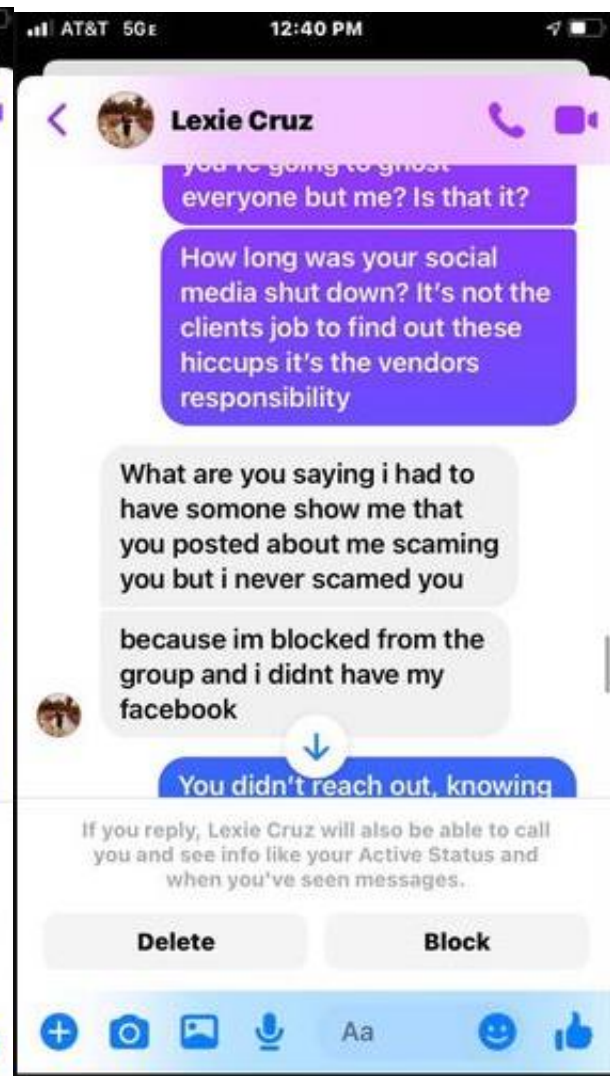 AT&T 5GE 12:40 PM
Lexie Cruz
you're going to ghost
everyone but me? Is that it?
How long was your social
media shut down? It's not the
clients job to find out these
hiccups it's the vendors
responsibility
What are you saying i had to
have somone show me that
you posted about me scaming
you but i never scamed you
because im blocked from the
group and i didnt have my
facebook
You didn't reach out, knowing
If you reply, Lexie Cruz will also be able to call
you and see info like your Active Status and
when you've seen messages.
Delete Block
Aa